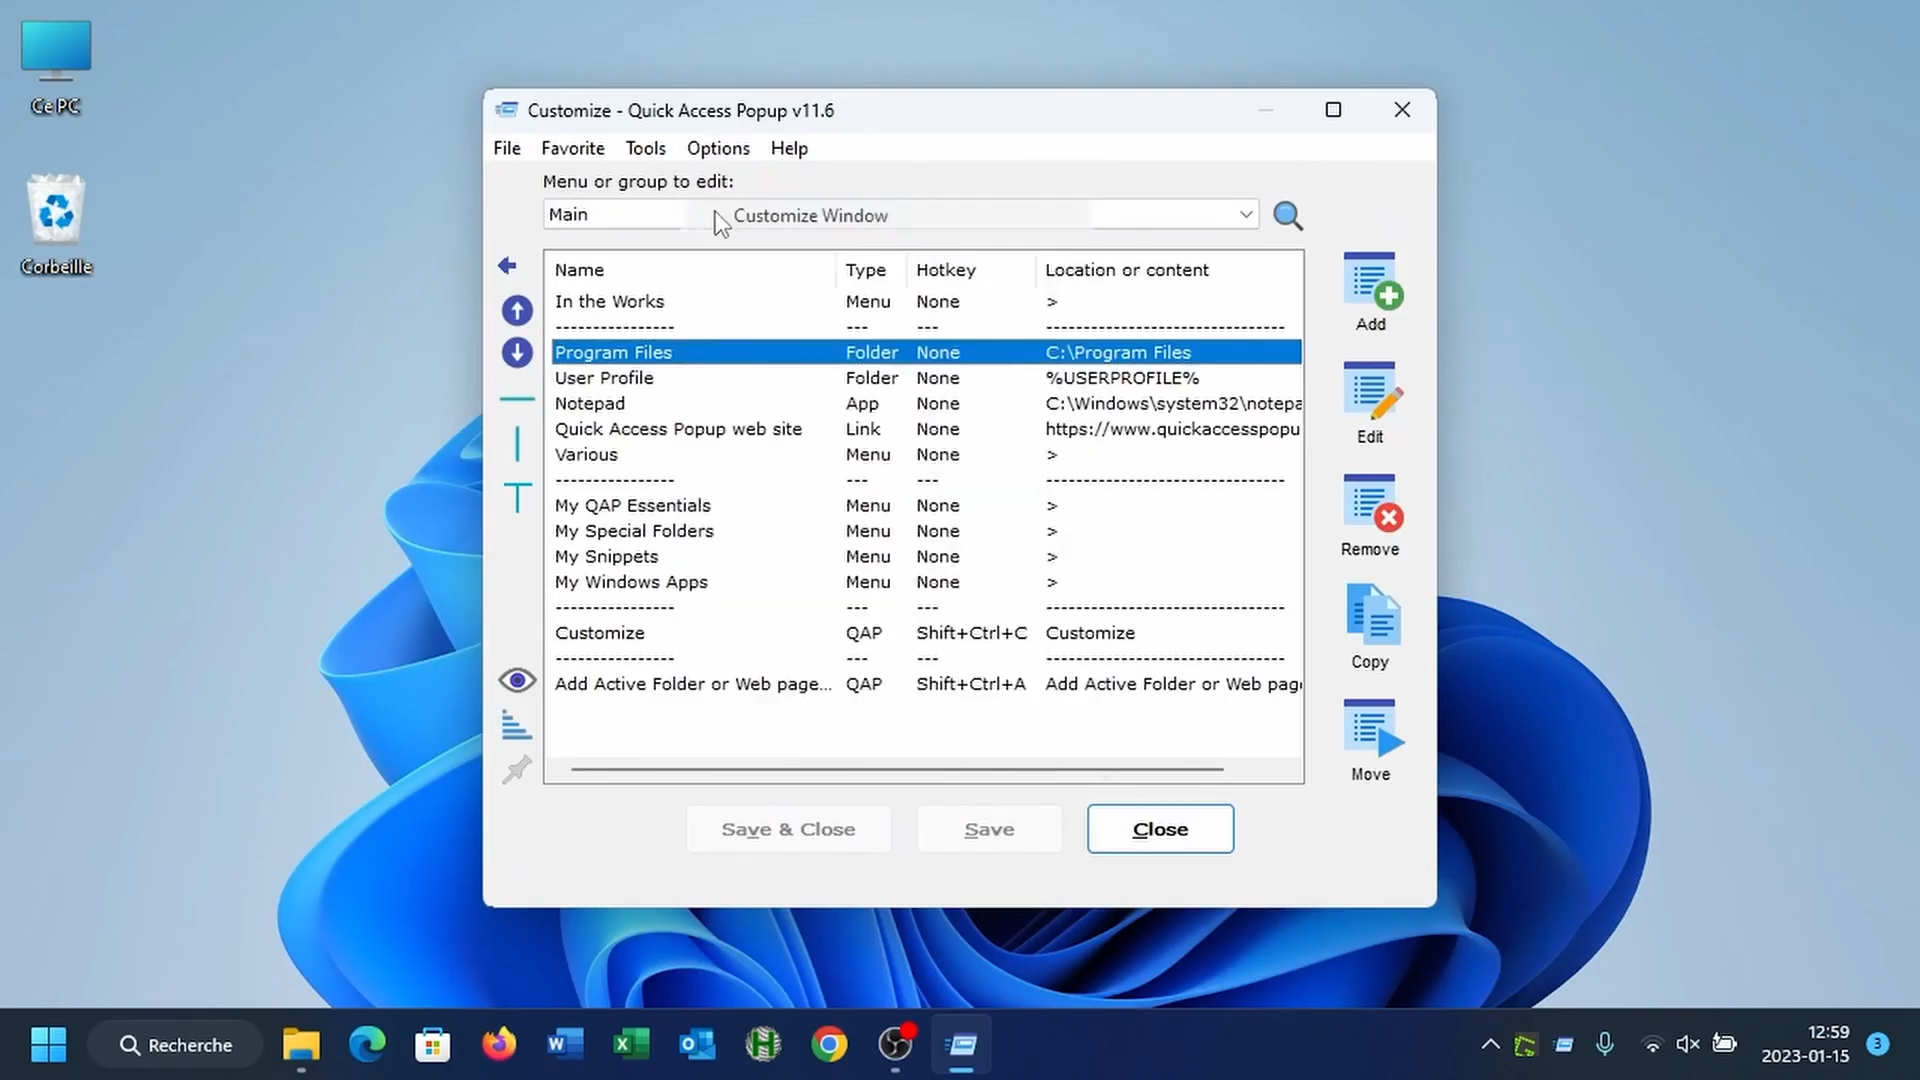 Ce PC
Corbeille
Customize - Quick Access Popup v11.6
File Favorite Tools Options Help
Menu or group to edit:
Main Customize Window
Name Type Hotkey Location or content
In the Works Menu None >
---------------- --- --- ------------------------------
Program Files Folder None C:\Program Files
User Profile Folder None %USERPROFILE%
Notepad App None C:\Windows\system32\notepa
Quick Access Popup web site Link None https://www.quickaccesspopu
Various Menu None >
---------------- --- --- ------------------------------
My QAP Essentials Menu None >
My Special Folders Menu None >
My Snippets Menu None >
My Windows Apps Menu None >
---------------- --- --- ------------------------------
Customize QAP Shift+Ctrl+C Customize
---------------- --- --- ------------------------------
Add Active Folder or Web page... QAP Shift+Ctrl+A Add Active Folder or Web pag
Add
Edit
Remove
Copy
Move
Save & Close Save Close
Recherche
12:59
2023-01-15
3